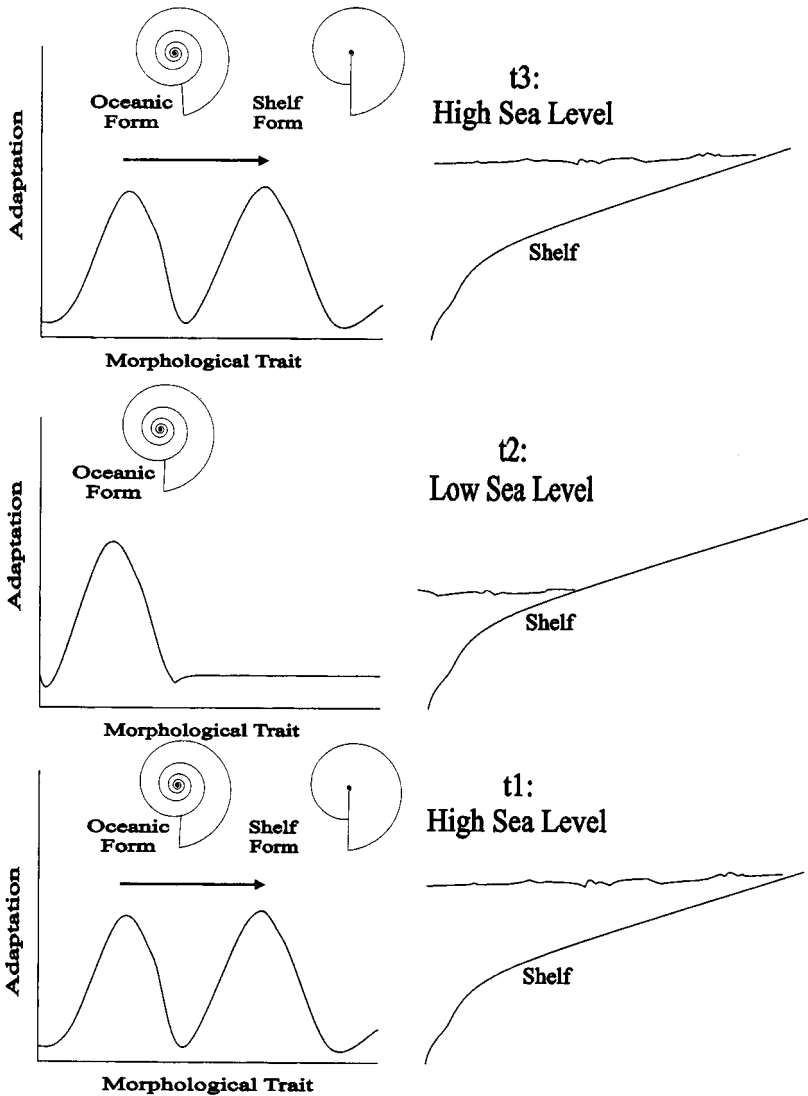 Oceanic
Form
Shelf
Form
Adaptation
Morphological Trait
t3:
High Sea Level
Shelf
Oceanic
Form
Adaptation
Morphological Trait
t2:
Low Sea Level
Shelf
Oceanic
Form
Shelf
Form
Adaptation
Morphological Trait
t1:
High Sea Level
Shelf